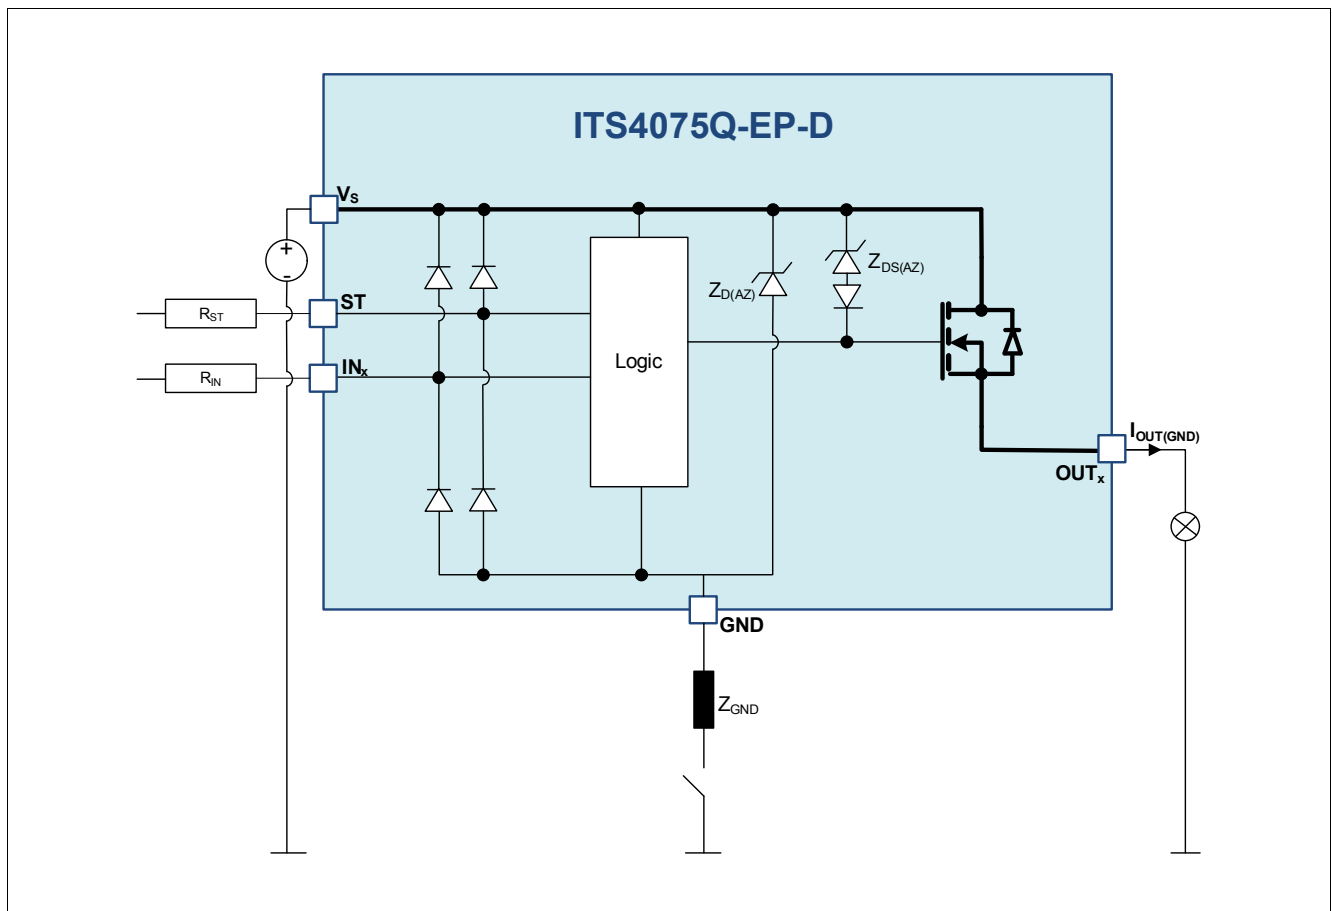 ITS4075Q-EP-D
VS
+
-
ST
RST
INx
RIN
Logic
ZD(AZ)
ZDS(AZ)
IOUT(GND)
OUTx
GND
ZGND